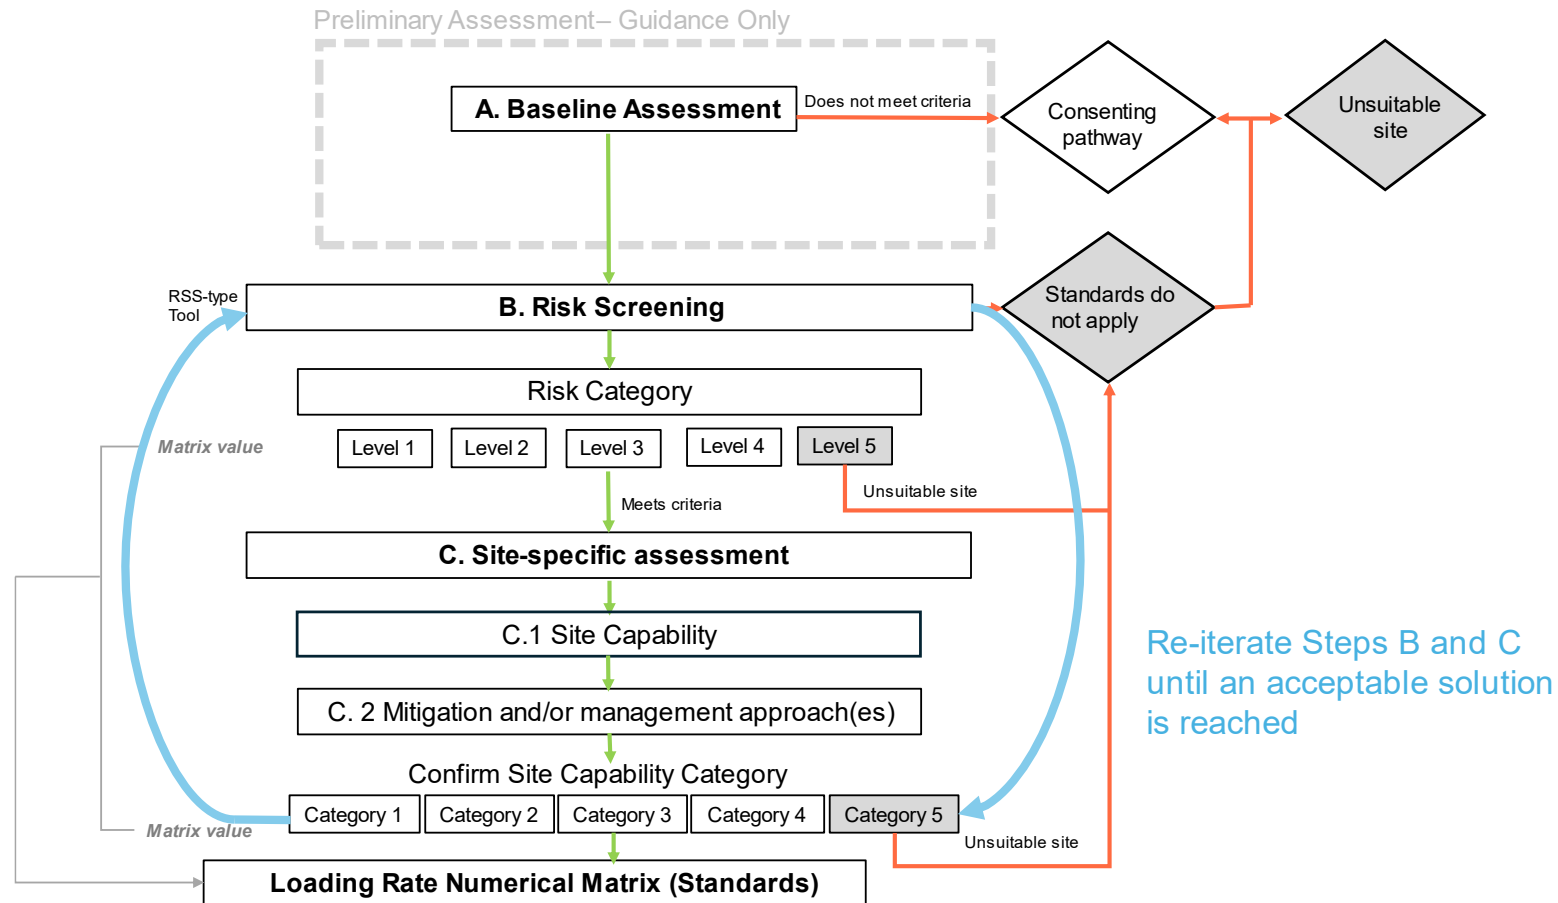 Preliminary Assessment– Guidance Only
A. Baseline Assessment
Does not meet criteria
Consenting
pathway
Unsuitable
site
RSS-type
Tool
B. Risk Screening
Standards do
not apply
Risk Category
Matrix value
Level 1
Level 2
Level 3
Level 4
Level 5
Unsuitable site
Meets criteria
C. Site-specific assessment
C.1 Site Capability
Re-iterate Steps B and C
until an acceptable solution
is reached
C. 2 Mitigation and/or management approach(es)
Confirm Site Capability Category
Matrix value
Category 1
Category 2
Category 3
Category 4
Category 5
Unsuitable site
Loading Rate Numerical Matrix (Standards)